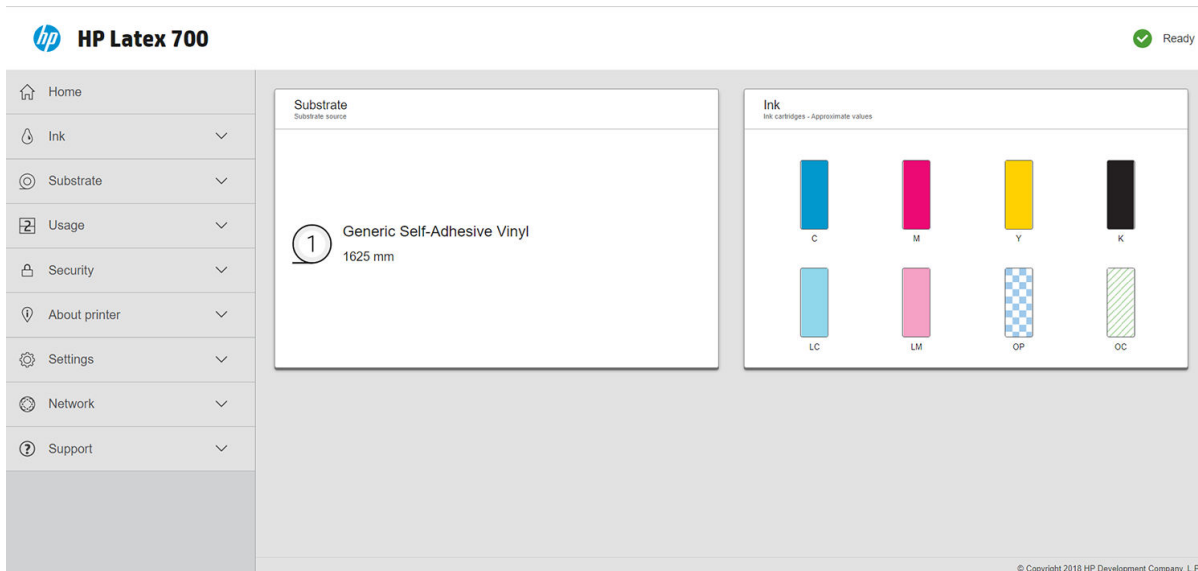 hp HP Latex 700
Ready
Home
Ink
Substrate
Usage
Security
About printer
Settings
Network
Support
Substrate
Substrate source
1
Generic Self-Adhesive Vinyl
1625 mm
Ink
Ink cartridges - Approximate values
C M Y K
LC LM OP OC
© Copyright 2018 HP Development Company, L.P